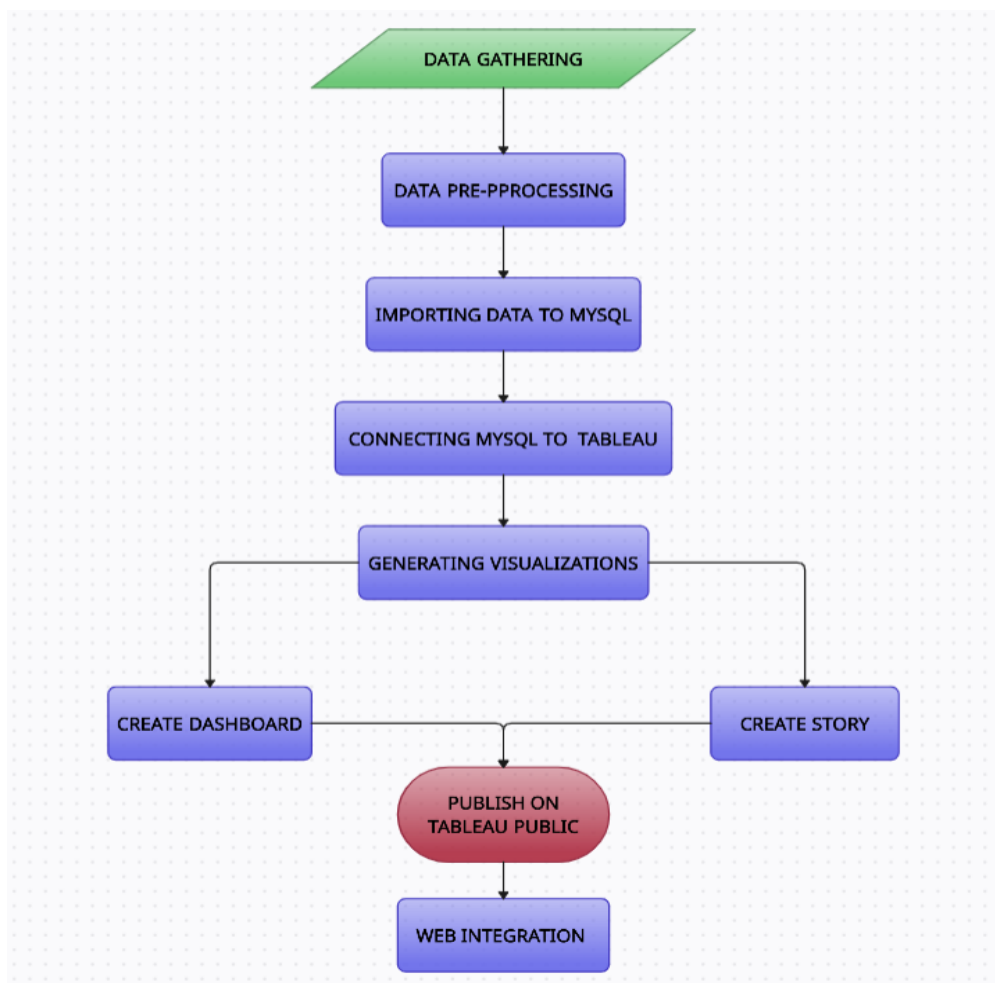 DATA GATHERING
DATA PRE-PPROCESSING
IMPORTING DATA TO MYSQL
CONNECTING MYSQL TO  TABLEAU
GENERATING VISUALIZATIONS
CREATE DASHBOARD
CREATE STORY
PUBLISH ON
TABLEAU PUBLIC
WEB INTEGRATION